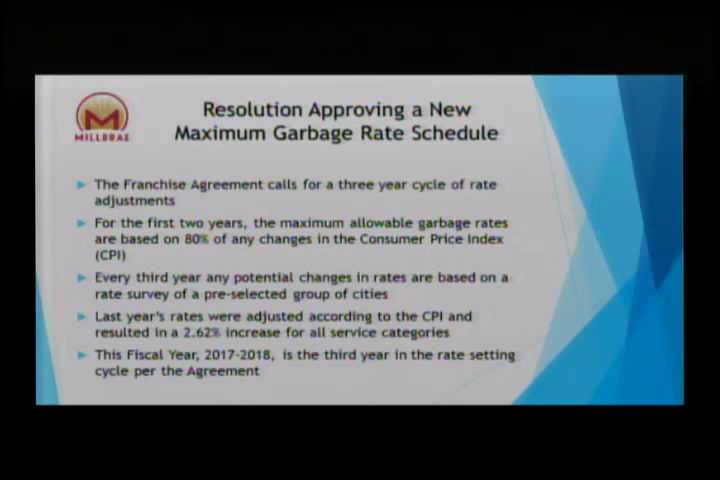 MILLBRAE
Resolution Approving a New
Maximum Garbage Rate Schedule
The Franchise Agreement calls for a three year cycle of rate
adjustments
For the first two years, the maximum allowable garbage rates
are based on 80% of any changes in the Consumer Price Index
(CPI)
Every third year any potential changes in rates are based on a
rate survey of a pre-selected group of cities
Last year's rates were adjusted according to the CPI and
resulted in a 2.62% increase for all service categories
This Fiscal Year, 2017-2018, is the third year in the rate setting
cycle per the Agreement